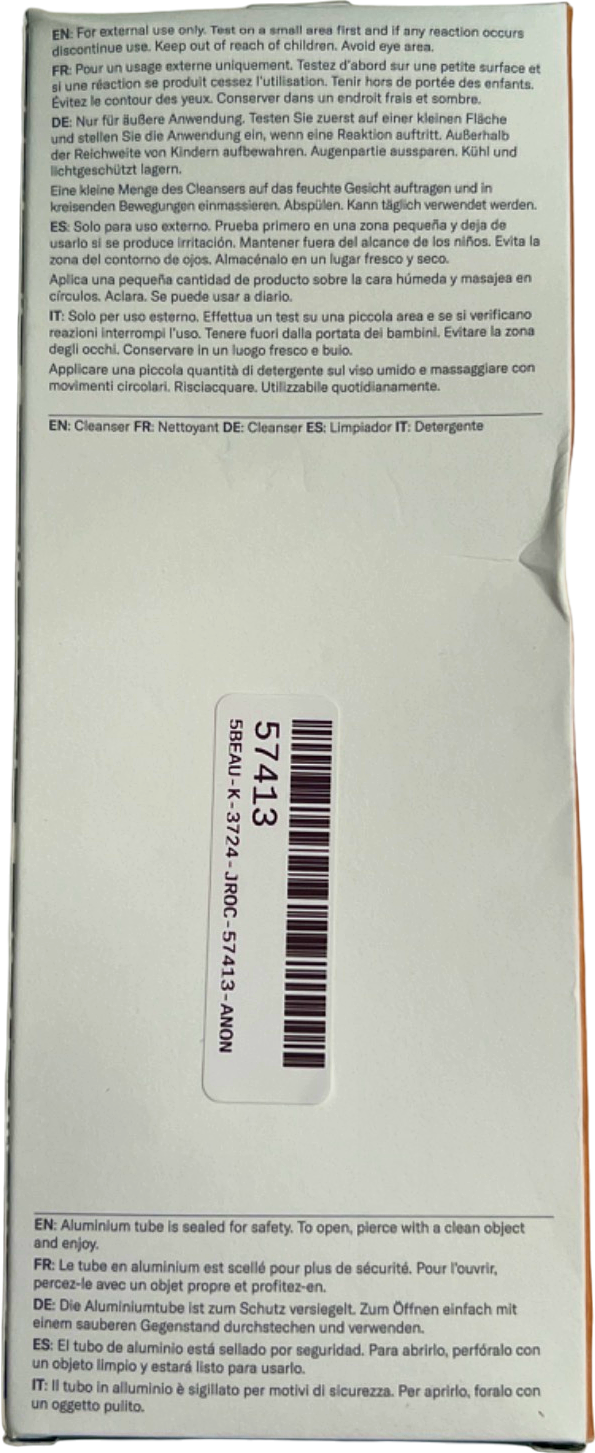 EN: For external use only. Test on a small area first and if any reaction occurs
discontinue use. Keep out of reach of children. Avoid eye area.
FR: Pour un usage externe uniquement. Testez d'abord sur une petite surface et
si une réaction se produit cessez l'utilisation. Tenir hors de portée des enfants.
Évitez le contour des yeux. Conserver dans un endroit frais et sombre.
DE: Nur für äußere Anwendung. Testen Sie zuerst auf einer kleinen Fläche
und stellen Sie die Anwendung ein, wenn eine Reaktion auftritt. Außerhalb
der Reichweite von Kindern aufbewahren. Augenpartie aussparen. Kühl und
lichtgeschützt lagern.
Eine kleine Menge des Cleansers auf das feuchte Gesicht auftragen und in
kreisenden Bewegungen einmassieren. Abspülen. Kann täglich verwendet werden.
ES: Solo para uso externo. Prueba primero en una zona pequeña y deja de
usarlo si se produce irritación. Mantener fuera del alcance de los niños. Evita la
zona del contorno de ojos. Almacénalo en un lugar fresco y seco.
Aplica una pequeña cantidad de producto sobre la cara húmeda y masajea en
círculos. Aclara. Se puede usar a diario.
IT: Solo per uso esterno. Effettua un test su una piccola area e se si verificano
reazioni interrompi l'uso. Tenere fuori dalla portata dei bambini. Evitare la zona
degli occhi. Conservare in un luogo fresco e buio.
Applicare una piccola quantità di detergente sul viso umido e massaggiare con
movimenti circolari. Risciacquare. Utilizzabile quotidianamente.
EN: Cleanser FR: Nettoyant DE: Cleanser ES: Limpiador IT: Detergente
57413
5BEAU-K-3724-JROC-57413-ANON
EN: Aluminium tube is sealed for safety. To open, pierce with a clean object
and enjoy.
FR: Le tube en aluminium est scellé pour plus de sécurité. Pour l'ouvrir,
percez-le avec un objet propre et profitez-en.
DE: Die Aluminiumtube ist zum Schutz versiegelt. Zum Öffnen einfach mit
einem sauberen Gegenstand durchstechen und verwenden.
ES: El tubo de aluminio está sellado por seguridad. Para abrirlo, perfóralo con
un objeto limpio y estará listo para usarlo.
IT: Il tubo in alluminio è sigillato per motivi di sicurezza. Per aprirlo, foralo con
un oggetto pulito.